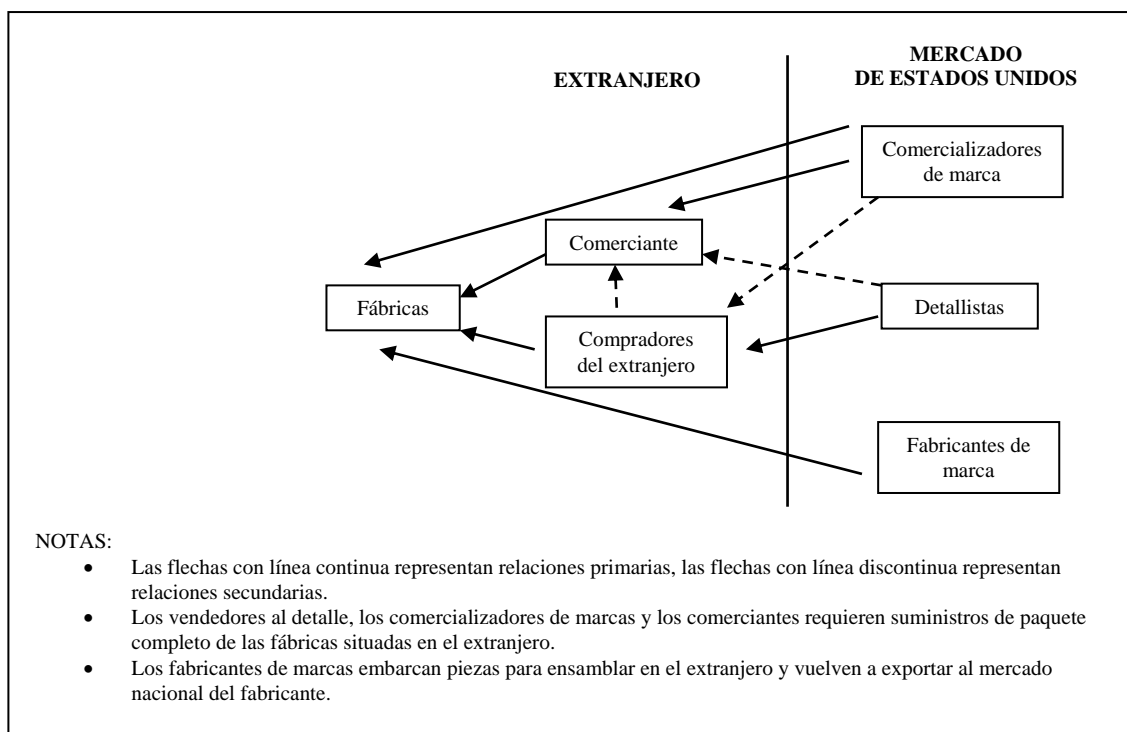 EXTRANJERO
MERCADO
DE ESTADOS UNIDOS
Comercializadores
de marca
Comerciante
Fábricas
Detallistas
Compradores
del extranjero
Fabricantes de
marca
NOTAS:
• Las flechas con línea continua representan relaciones primarias, las flechas con línea discontinua representan
relaciones secundarias.
• Los vendedores al detalle, los comercializadores de marcas y los comerciantes requieren suministros de paquete
completo de las fábricas situadas en el extranjero.
• Los fabricantes de marcas embarcan piezas para ensamblar en el extranjero y vuelven a exportar al mercado
nacional del fabricante.